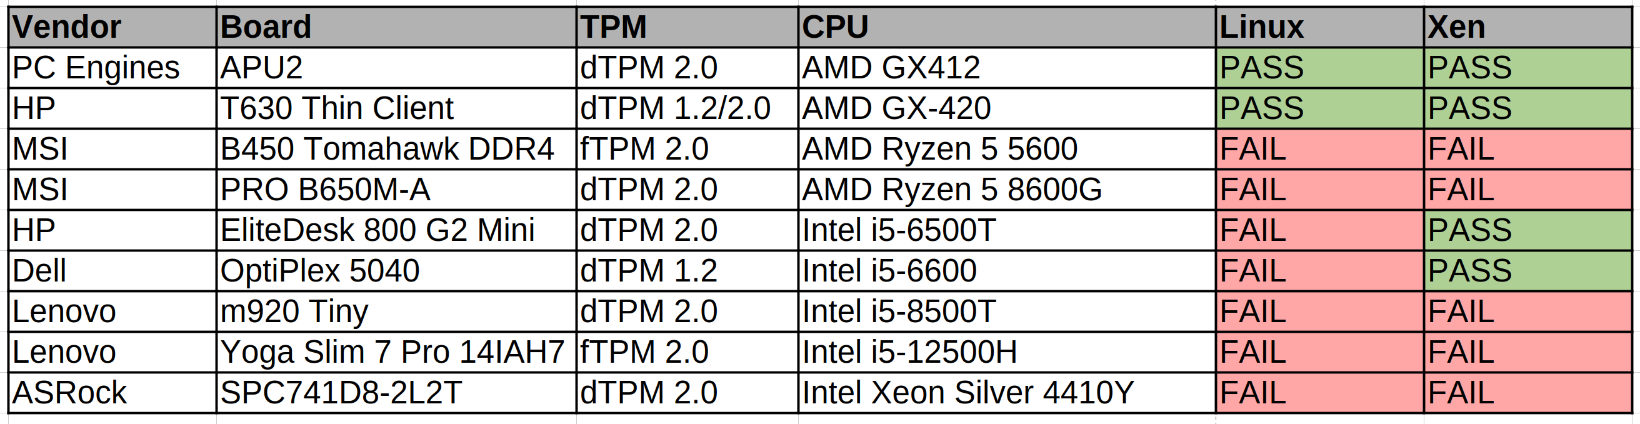 Vendor Board TPM CPU Linux Xen
PC Engines APU2 dTPM 2.0 AMD GX412 PASS PASS
HP T630 Thin Client dTPM 1.2/2.0 AMD GX-420 PASS PASS
MSI B450 Tomahawk DDR4 fTPM 2.0 AMD Ryzen 5 5600 FAIL FAIL
MSI PRO B650M-A dTPM 2.0 AMD Ryzen 5 8600G FAIL FAIL
HP EliteDesk 800 G2 Mini dTPM 2.0 Intel i5-6500T FAIL PASS
Dell OptiPlex 5040 dTPM 1.2 Intel i5-6600 FAIL PASS
Lenovo m920 Tiny dTPM 2.0 Intel i5-8500T FAIL FAIL
Lenovo Yoga Slim 7 Pro 14IAH7 fTPM 2.0 Intel i5-12500H FAIL FAIL
ASRock SPC741D8-2L2T dTPM 2.0 Intel Xeon Silver 4410Y FAIL FAIL